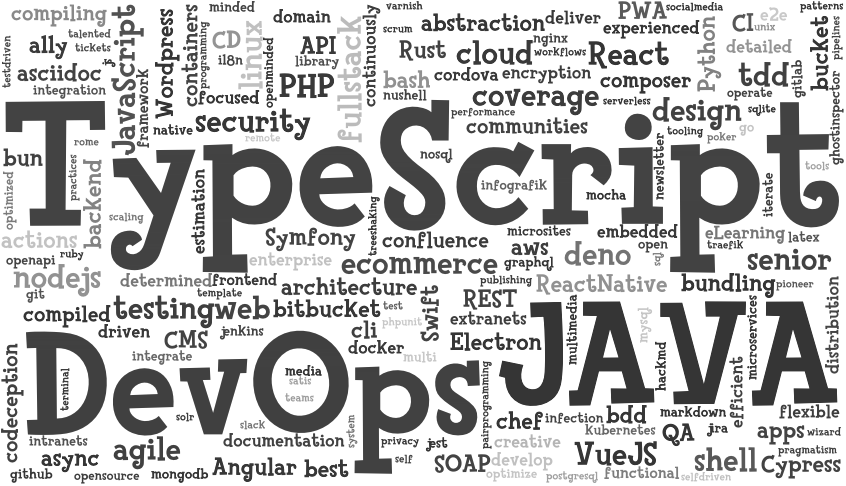 compiling
talented
tickets
testdriven
ally
asciidoc
integration
js
JavaScript
framework
Wordpress
native
containers
programming
minded
CD
i18n
focused
linux
openminded
domain
API
library
PHP
fullstack
continuously
varnish
scrum
abstraction
deliver
nginx
workflows
Rust
cloud
bash
cordova
encryption
nushell
coverage
performance
serverless
communities
PWA
socialmedia
experienced
React
composer
design
Python
CI
unix
e2e
detailed
tdd
operate
sqlite
gitlab
bucket
patterns
pipelines
ghostinspector
tooling
go
poker
security
remote
TypeScript
bun
rome
optimized
practices
backend
scaling
estimation
nosql
infografik
mocha
newsletter
iterate
tools
actions
openapi
ruby
nodejs
git
Symfony
enterprise
treeshaking
confluence
microsites
aws
graphql
embedded
open
sql
deno
eLearning
traefik
latex
senior
determined
frontend
template
ecommerce
architecture
publishing
ReactNative
bundling
pioneer
compiled
testing
web
bitbucket
test
phpunit
Swift
REST
extranets
driven
CMS
jenkins
cli
docker
multi
Electron
multimedia
mysql
microservices
distribution
integrate
DevOps
JAVA
codeception
terminal
media
satis
teams
pairprogramming
hackmd
efficient
solr
slack
system
intranets
documentation
privacy
jest
chef
infection
bdd
markdown
flexible
kubernetes
QA
jira
apps
wizard
creative
async
agile
self
SOAP
develop
VueJS
shell
pragmatism
Cypress
github
opensource
mongodb
Angular
best
optimize
postgresql
functional
selfdriven